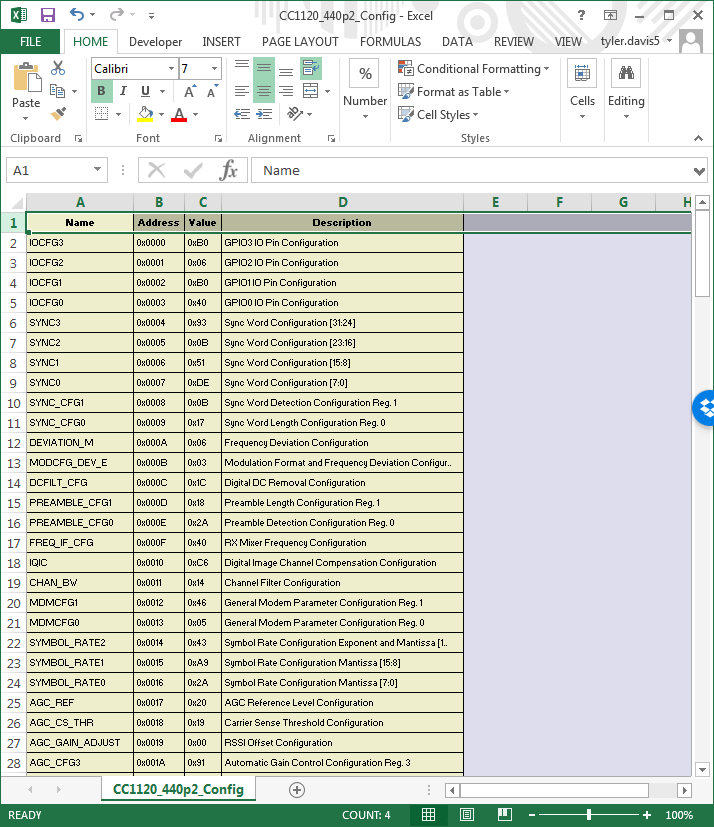 CC1120_440p2_Config - Excel
FILE HOME Developer INSERT PAGE LAYOUT FORMULAS DATA REVIEW VIEW tyler.davis5
Paste
Calibri 7
B I U
A A
A
%
Number
Conditional Formatting
Format as Table
Cell Styles
Cells
Editing
Clipboard Font Alignment Styles
A1 fx Name
A B C D E F G H
1 Name Address Value Description
2 IOCFG3 0x0000 0xB0 GPIO3 IO Pin Configuration
3 IOCFG2 0x0001 0x06 GPIO2 IO Pin Configuration
4 IOCFG1 0x0002 0xB0 GPIO1 IO Pin Configuration
5 IOCFG0 0x0003 0x40 GPIO0 IO Pin Configuration
6 SYNC3 0x0004 0x93 Sync Word Configuration [31:24]
7 SYNC2 0x0005 0x0B Sync Word Configuration [23:16]
8 SYNC1 0x0006 0x51 Sync Word Configuration [15:8]
9 SYNC0 0x0007 0xDE Sync Word Configuration [7:0]
10 SYNC_CFG1 0x0008 0x0B Sync Word Detection Configuration Reg. 1
11 SYNC_CFG0 0x0009 0x17 Sync Word Length Configuration Reg. 0
12 DEVIATION_M 0x000A 0x06 Frequency Deviation Configuration
13 MODCFG_DEV_E 0x000B 0x03 Modulation Format and Frequency Deviation Configur..
14 DCFILT_CFG 0x000C 0x1C Digital DC Removal Configuration
15 PREAMBLE_CFG1 0x000D 0x18 Preamble Length Configuration Reg. 1
16 PREAMBLE_CFG0 0x000E 0x2A Preamble Detection Configuration Reg. 0
17 FREQ_IF_CFG 0x000F 0x40 RX Mixer Frequency Configuration
18 IQIC 0x0010 0xC6 Digital Image Channel Compensation Configuration
19 CHAN_BW 0x0011 0x14 Channel Filter Configuration
20 MDMCFG1 0x0012 0x46 General Modem Parameter Configuration Reg. 1
21 MDMCFG0 0x0013 0x05 General Modem Parameter Configuration Reg. 0
22 SYMBOL_RATE2 0x0014 0x43 Symbol Rate Configuration Exponent and Mantissa [1..
23 SYMBOL_RATE1 0x0015 0xA9 Symbol Rate Configuration Mantissa [15:8]
24 SYMBOL_RATE0 0x0016 0x2A Symbol Rate Configuration Mantissa [7:0]
25 AGC_REF 0x0017 0x20 AGC Reference Level Configuration
26 AGC_CS_THR 0x0018 0x19 Carrier Sense Threshold Configuration
27 AGC_GAIN_ADJUST 0x0019 0x00 RSSI Offset Configuration
28 AGC_CFG3 0x001A 0x91 Automatic Gain Control Configuration Reg. 3
CC1120_440p2_Config
READY COUNT: 4 100%